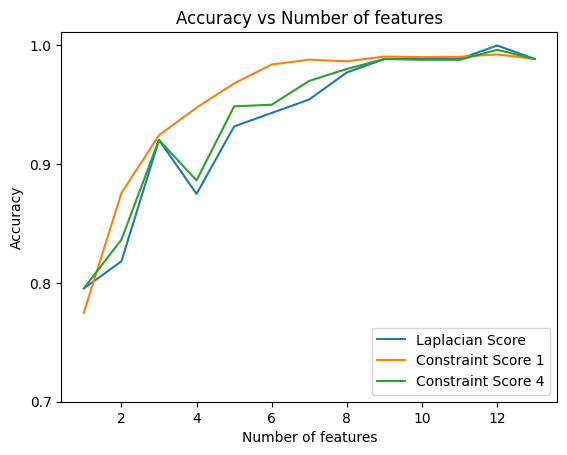 Accuracy vs Number of features
1.0
0.9
0.8
0.7
Accuracy
2 4 6 8 10 12
Number of features
Laplacian Score
Constraint Score 1
Constraint Score 4